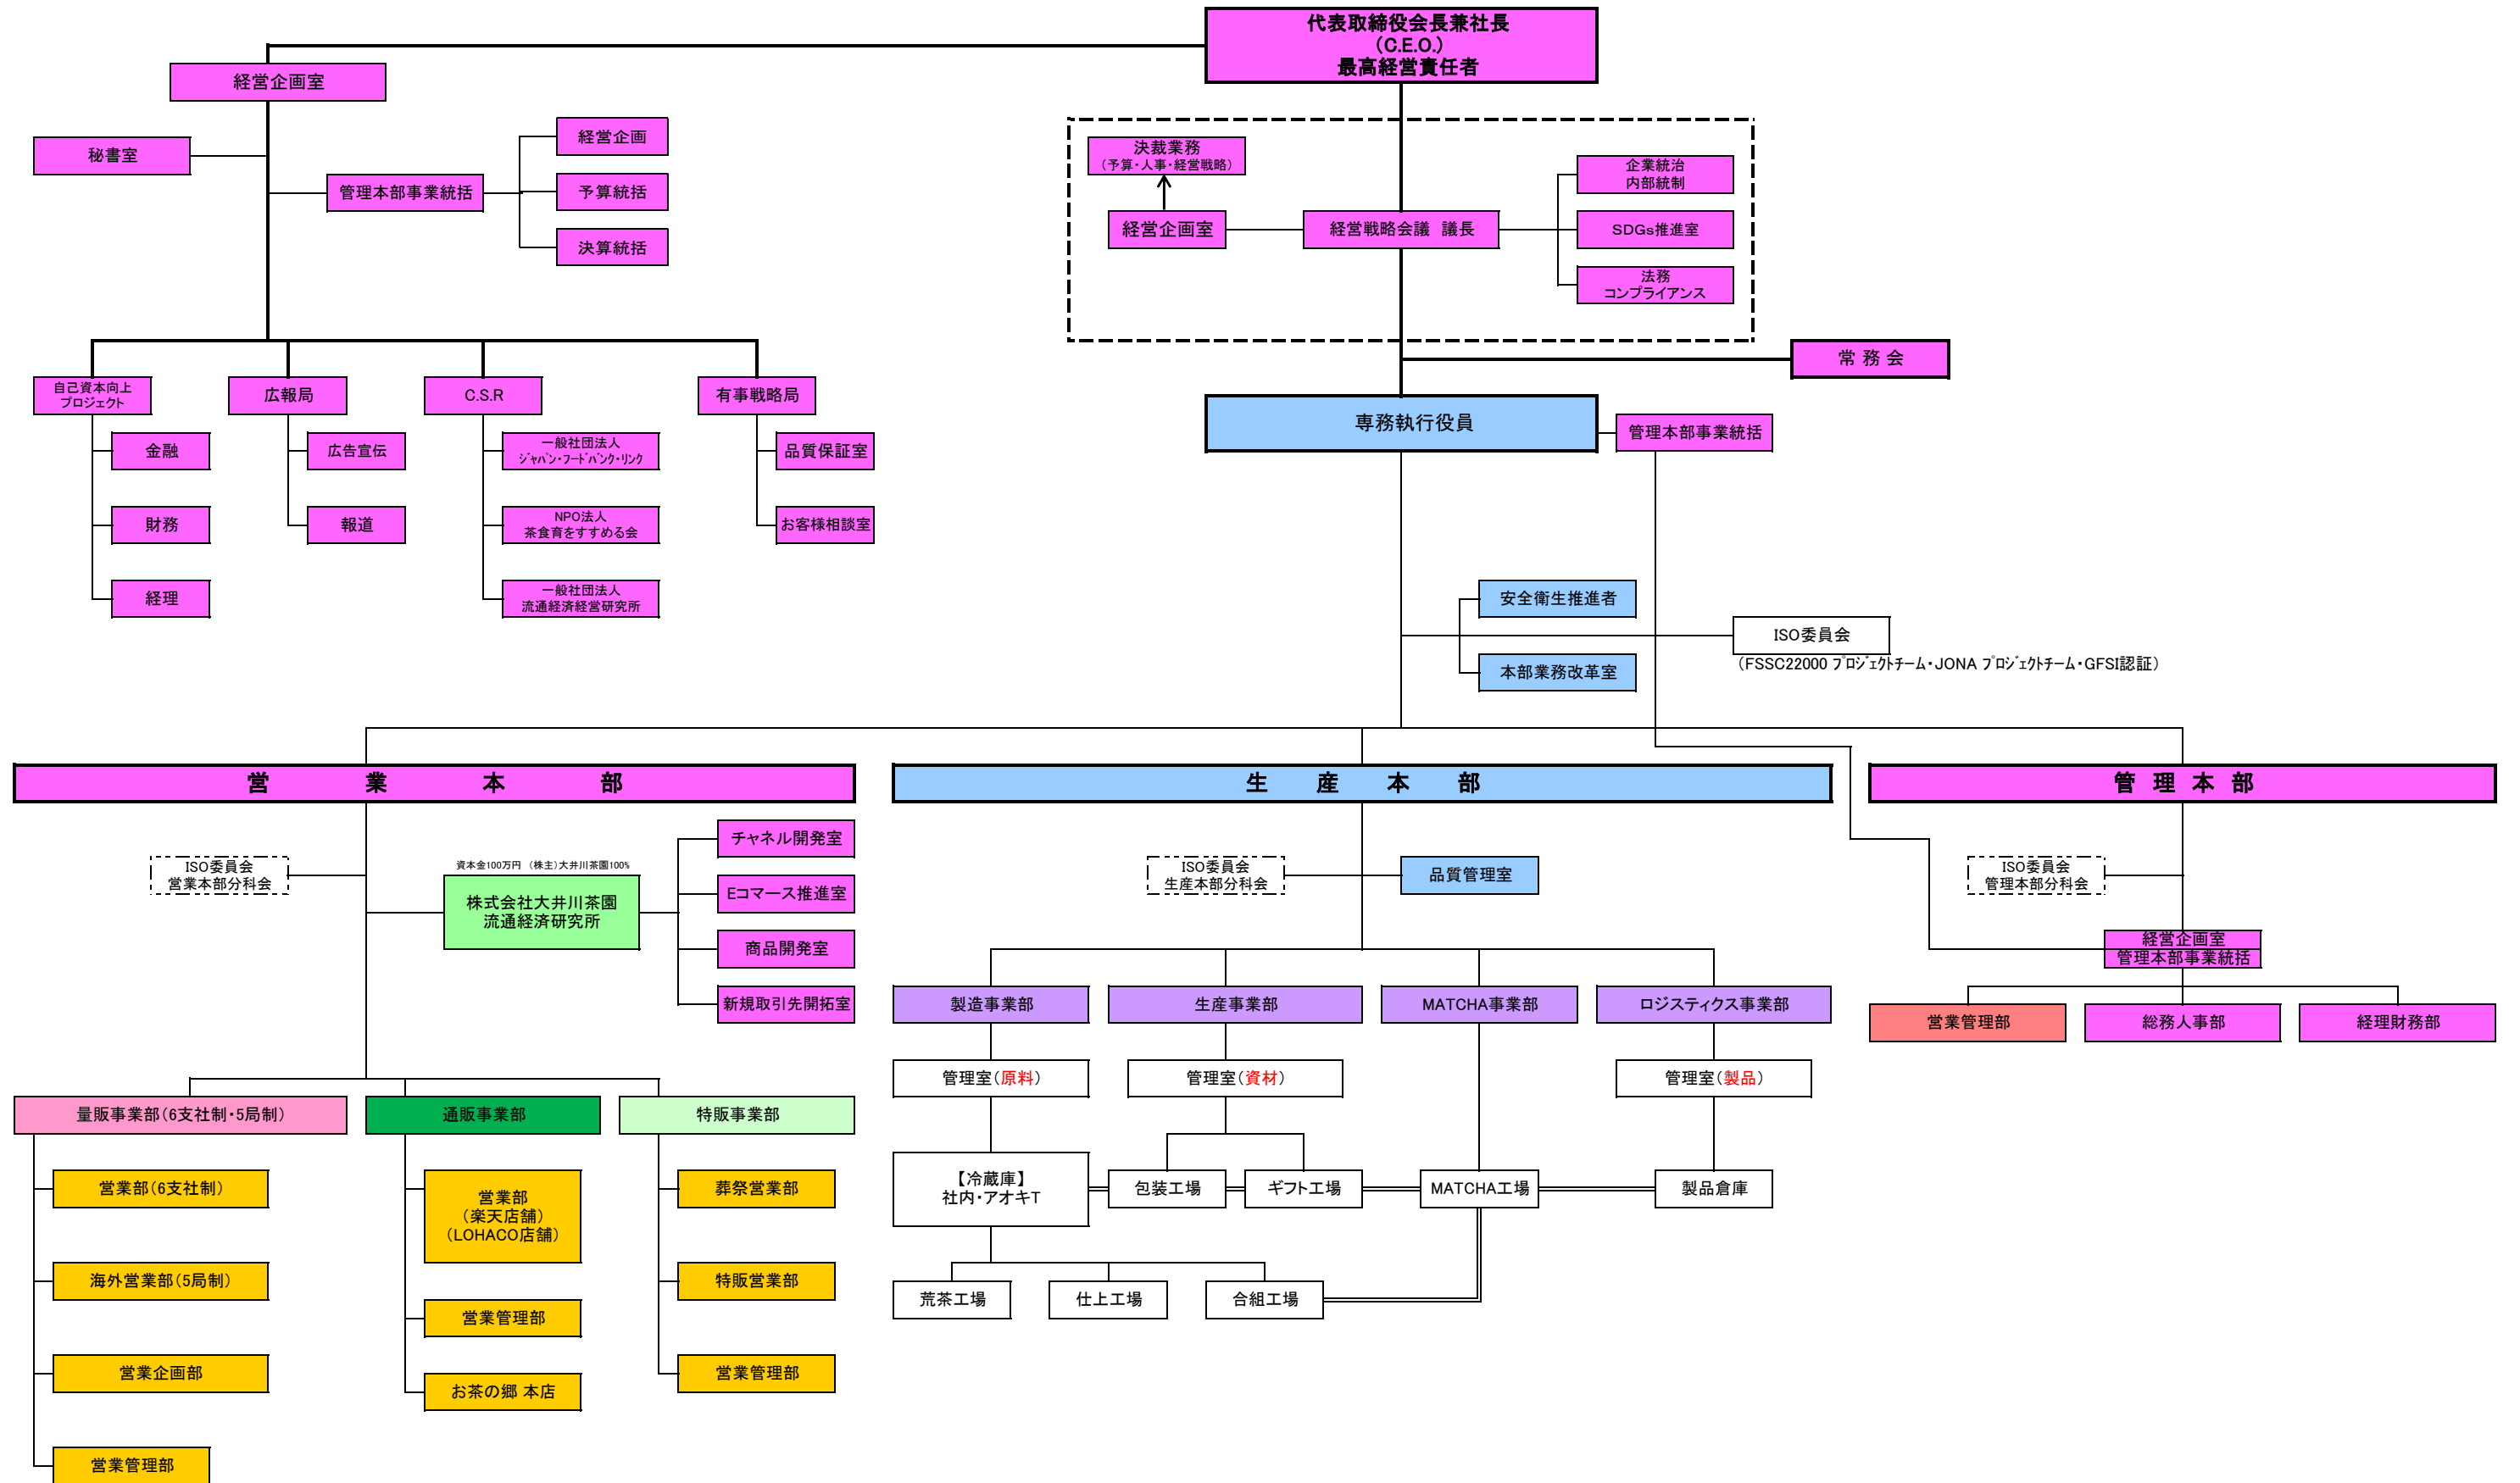 代表取締役会長兼社長
（C.E.O.）
最高経営責任者
経営企画室
秘書室
管理本部事業統括
経営企画
予算統括
決算統括
決裁業務
（予算・人事・経営戦略）
経営企画室
経営戦略会議　議長
企業統治
内部統制
SDGs推進室
法務
コンプライアンス
常 務 会
自己資本向上
プロジェクト
広報局
C.S.R
有事戦略局
専務執行役員
管理本部事業統括
金融
財務
経理
広告宣伝
報道
一般社団法人
ｼﾞｬﾊﾟﾝ・ﾌｰﾄﾞﾊﾞﾝｸ・ﾘﾝｸ
NPO法人
茶食育をすすめる会
一般社団法人
流通経済経営研究所
品質保証室
お客様相談室
安全衛生推進者
ISO委員会
（FSSC22000 ﾌﾟﾛｼﾞｪｸﾄﾁｰﾑ・JONA ﾌﾟﾛｼﾞｪｸﾄﾁｰﾑ・GFSI認証）
本部業務改革室
営　業　本　部
生　産　本　部
管 理 本 部
ISO委員会
営業本部分科会
資本金100万円　（株主）大井川茶園100%
株式会社大井川茶園
流通経済研究所
チャネル開発室
Eコマース推進室
商品開発室
新規取引先開拓室
ISO委員会
生産本部分科会
品質管理室
ISO委員会
管理本部分科会
経営企画室
管理本部事業統括
製造事業部
生産事業部
MATCHA事業部
ロジスティクス事業部
営業管理部
総務人事部
経理財務部
管理室（原料）
管理室（資材）
管理室（製品）
量販事業部（6支社制・5局制）
通販事業部
特販事業部
営業部（6支社制）
海外営業部（5局制）
営業企画部
営業管理部
営業部
（楽天店舗）
（LOHACO店舗）
営業管理部
お茶の郷 本店
葬祭営業部
特販営業部
営業管理部
【冷蔵庫】
社内・アオキT
包装工場
ギフト工場
MATCHA工場
製品倉庫
荒茶工場
仕上工場
合組工場